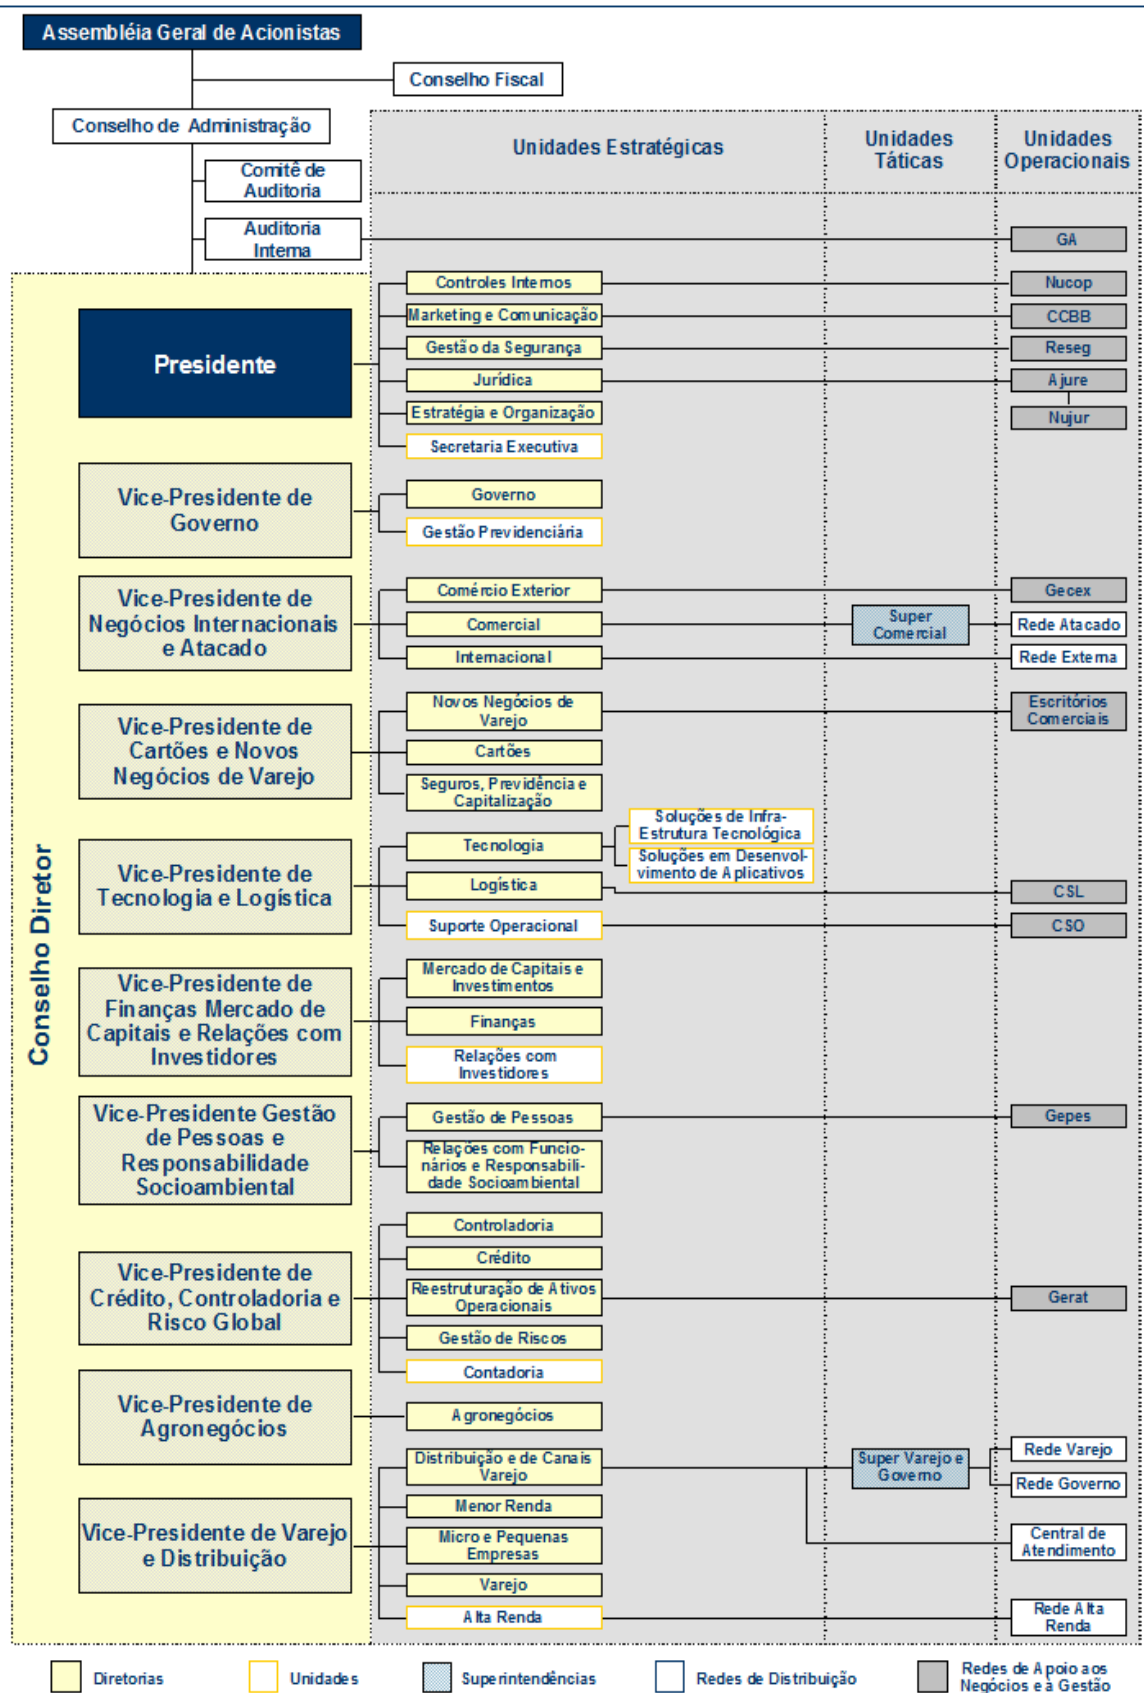 Assembléia Geral de Acionistas
Conselho Fiscal
Conselho de Administração
Comitê de
Auditoria
Auditoria
Interna
Unidades Estratégicas
Unidades
Táticas
Unidades
Operacionais
GA
Conselho Diretor
Presidente
Controles Internos
Nucop
Marketing e Comunicação
CCBB
Gestão da Segurança
Reseg
Jurídica
Ajure
Estratégia e Organização
Nujur
Secretaria Executiva
Vice-Presidente de
Governo
Governo
Gestão Previdenciária
Vice-Presidente de
Negócios Internacionais
e Atacado
Comércio Exterior
Gecex
Comercial
Super
Comercial
Rede Atacado
Internacional
Rede Externa
Vice-Presidente de
Cartões e Novos
Negócios de Varejo
Novos Negócios de
Varejo
Escritórios
Comerciais
Cartões
Seguros, Previdência e
Capitalização
Vice-Presidente de
Tecnologia e Logística
Tecnologia
Soluções de Infra-
Estrutura Tecnológica
Soluções em Desenvol-
vimento de Aplicativos
Logística
CSL
Suporte Operacional
CSO
Vice-Presidente de
Finanças Mercado de
Capitais e Relações com
Investidores
Mercado de Capitais e
Investimentos
Finanças
Relações com
Investidores
Vice-Presidente Gestão
de Pessoas e
Responsabilidade
Socioambiental
Gestão de Pessoas
Gepes
Relações com Funcio-
nários e Responsabili-
dade Socioambiental
Vice-Presidente de
Crédito, Controladoria e
Risco Global
Controladoria
Crédito
Reestruturação de Ativos
Operacionais
Gerat
Gestão de Riscos
Contadoria
Vice-Presidente de
Agronegócios
Agronegócios
Vice-Presidente de Varejo
e Distribuição
Distribuição e de Canais
Varejo
Super Varejo e
Governo
Rede Varejo
Rede Governo
Menor Renda
Micro e Pequenas
Empresas
Central de
Atendimento
Varejo
Alta Renda
Rede Alta
Renda
Diretorias
Unidades
Superintendências
Redes de Distribuição
Redes de Apoio aos
Negócios e à Gestão